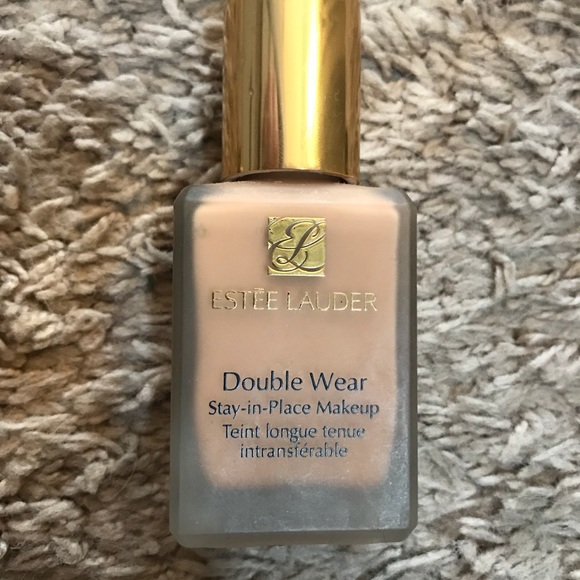 EL
ESTĒE LAUDER
Double Wear
Stay-in-Place Makeup
Teint longue tenue
intransférable